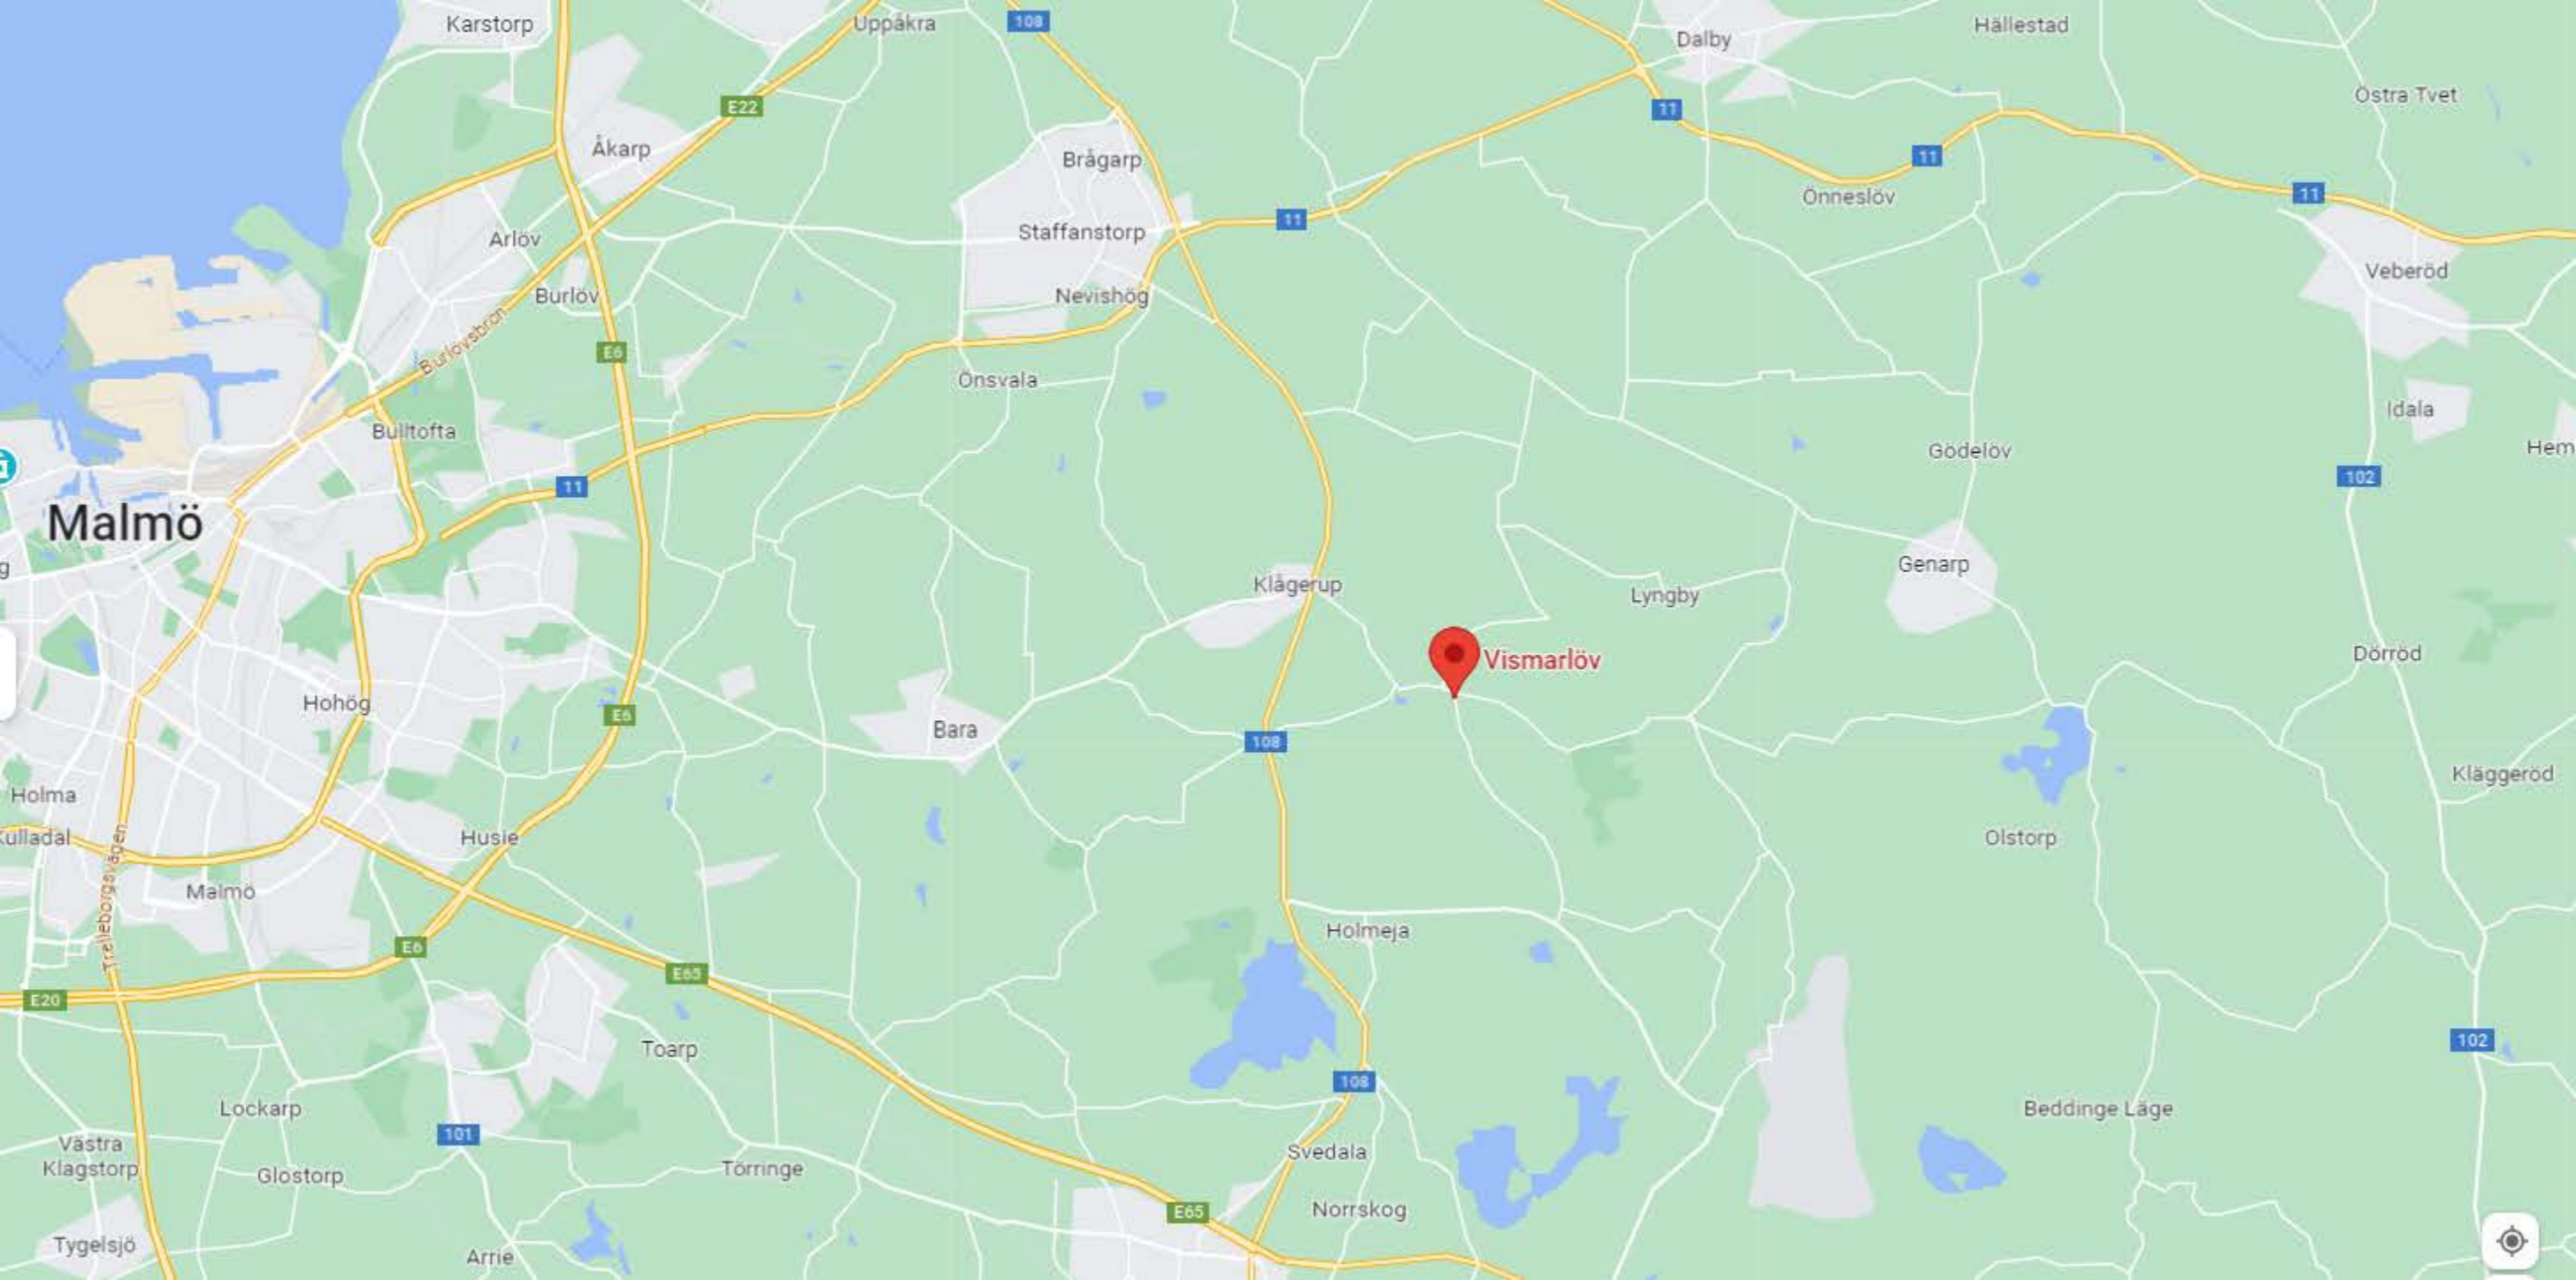 Karstorp
Uppåkra
108
Dalby
Hällestad
E22
11
Östra Tvet
Åkarp
Brågarp
11
11
Önneslöv
11
Staffanstorp
Arlöv
Veberöd
Burlöv
Nevishög
Burlövsbron
E6
Önsvala
Idala
Bulltofta
Gödelöv
Hem
102
11
Malmö
g
Klågerup
Genarp
Lyngby
Vismarlöv
Dörröd
Hohög
E6
Bara
108
Kläggeröd
Holma
Kulladal
Husie
Olstorp
Trelleborgsvägen
Malmö
Holmeja
E6
E65
E20
102
Toarp
108
Lockarp
Beddinge Läge
101
Västra
Klagstorp
Svedala
Glostorp
Törringe
Norrskog
E65
Tygelsjö
Arrie